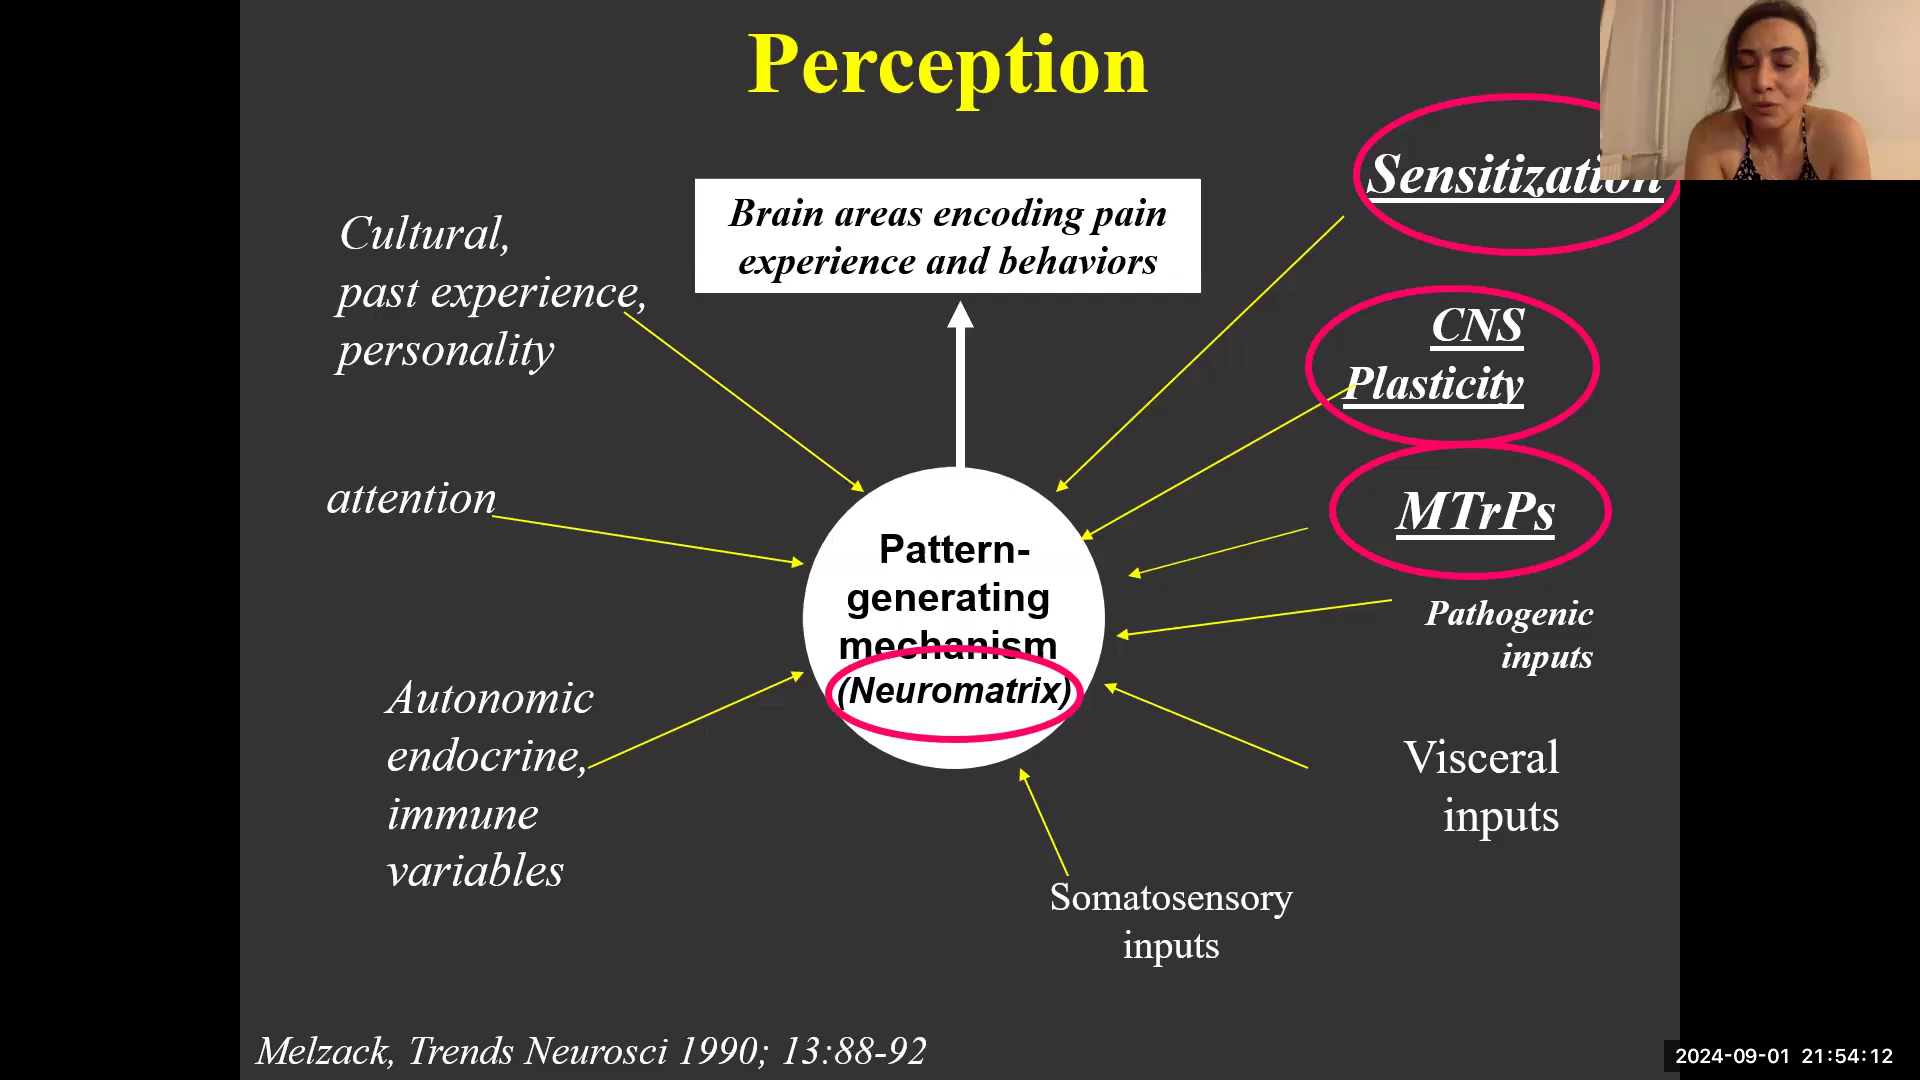 Perception
Sensitization
Brain areas encoding pain
experience and behaviors
Cultural,
past experience,
personality
CNS
Plasticity
attention
MTrPs
Pattern-
generating
mechanism
(Neuromatrix)
Pathogenic
inputs
Autonomic
endocrine,
immune
variables
Visceral
inputs
Somatosensory
inputs
Melzack, Trends Neurosci 1990; 13:88-92
2024-09-01 21:54:12